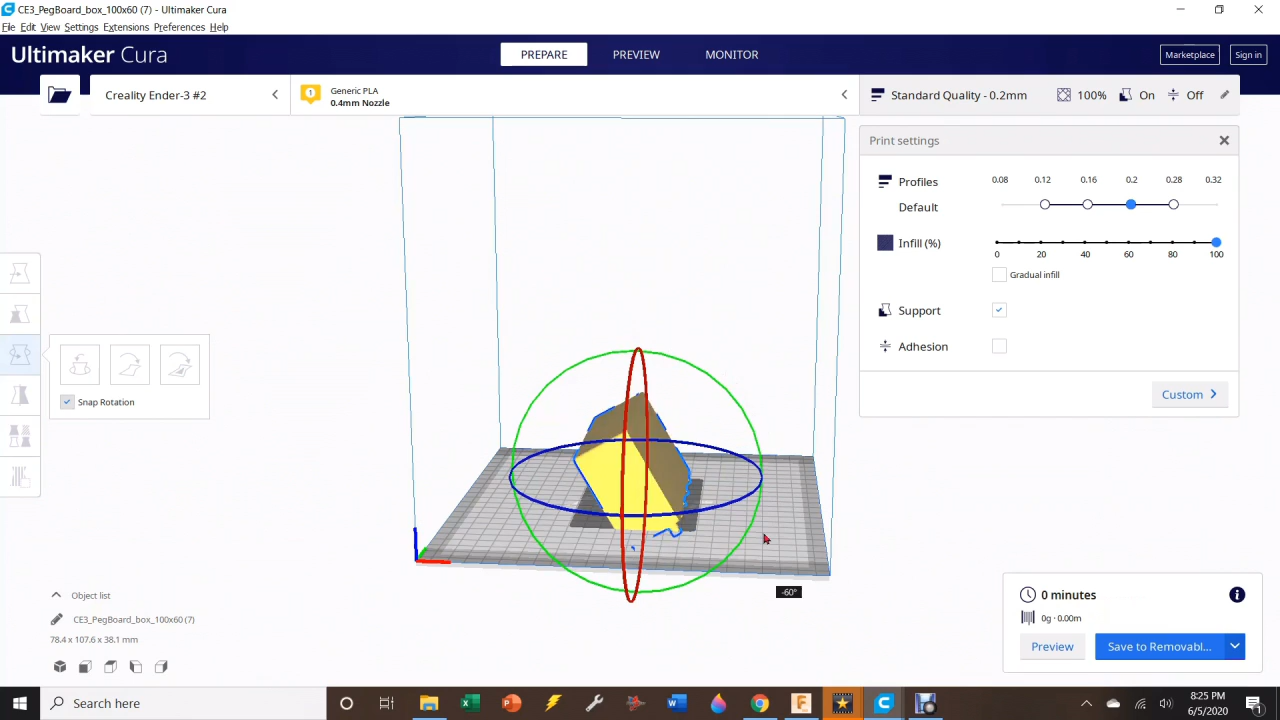 CE3_PegBoard_box_100x60 (7) - Ultimaker Cura
File Edit View Settings Extensions Preferences Help
Ultimaker Cura
PREPARE PREVIEW MONITOR
Marketplace Sign in
Creality Ender-3 #2
1 Generic PLA
0.4mm Nozzle
Standard Quality - 0.2mm 100% On Off
Print settings
Profiles 0.08 0.12 0.16 0.2 0.28 0.32
Default
Infill (%)
0 20 40 60 80 100
Gradual infill
Support
Adhesion
Custom
Snap Rotation
-60°
Object list
CE3_PegBoard_box_100x60 (7)
78.4 x 107.6 x 38.1 mm
0 minutes
0g · 0.00m
Preview Save to Removabl...
Search here
8:25 PM
6/5/2020
1